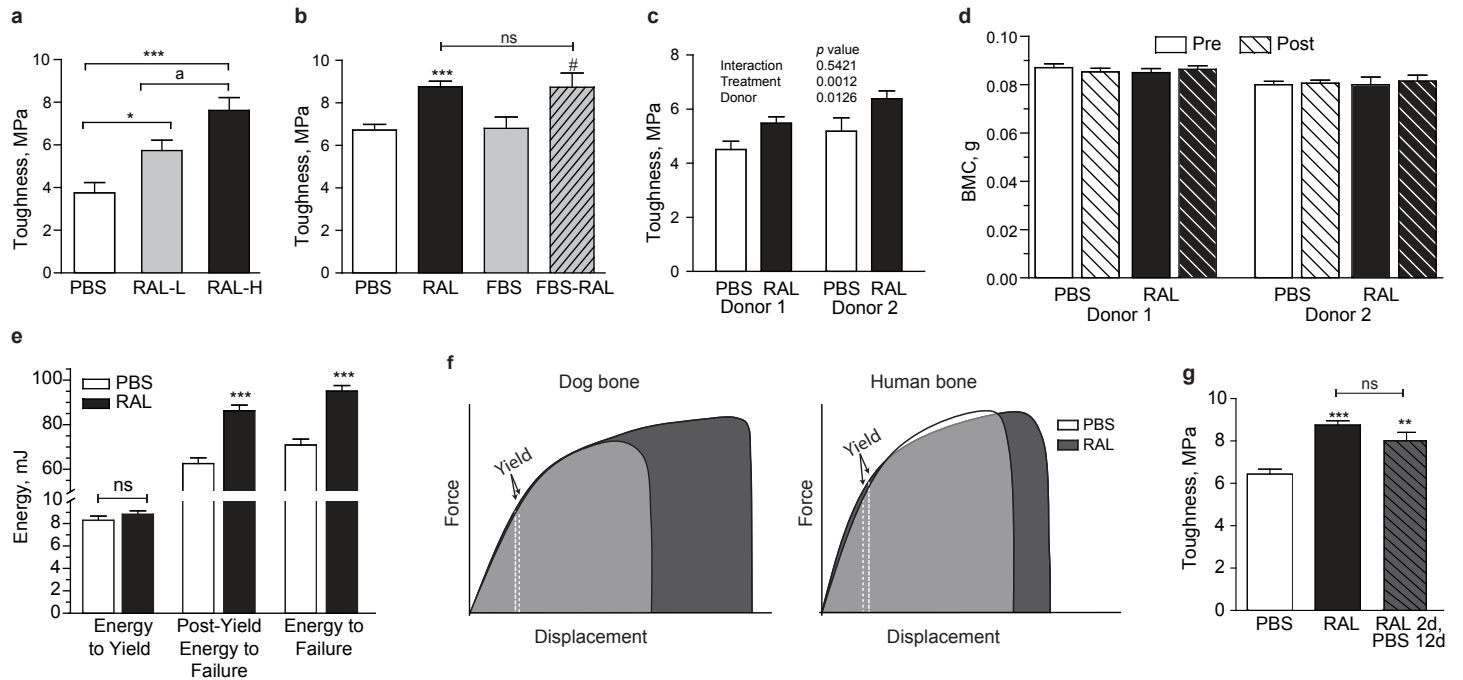 a
Toughness, MPa
10
8
6
4
2
0
***
a
*
PBS RAL-L RAL-H
b
Toughness, MPa
10
8
6
4
2
0
ns
***
#
PBS RAL FBS FBS-RAL
c
Toughness, MPa
8
6
4
2
0
p value
Interaction 0.5421
Treatment 0.0012
Donor 0.0126
PBS RAL PBS RAL
Donor 1 Donor 2
d
BMC, g
0.10
0.08
0.06
0.04
0.02
0.00
Pre Post
PBS RAL PBS RAL
Donor 1 Donor 2
e
Energy, mJ
100
80
60
10
8
6
4
2
0
PBS
RAL
ns
***
***
Energy
to Yield
Post-Yield
Energy to
Failure
Energy to
Failure
f
Dog bone
Force
Yield
Displacement
Human bone
Force
Yield
PBS
RAL
Displacement
g
Toughness, MPa
10
8
6
4
2
0
ns
***
**
PBS RAL RAL 2d,
PBS 12d